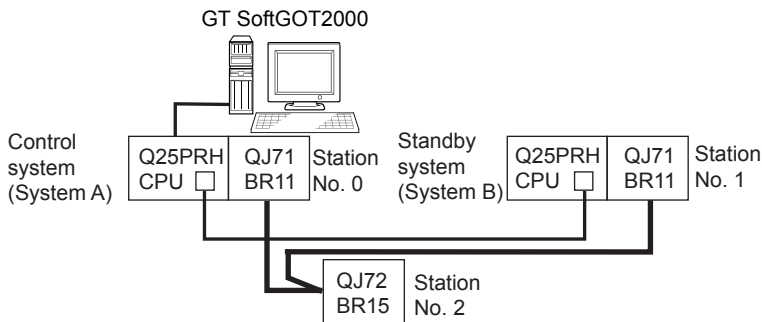 GT SoftGOT2000
Control
system
(System A)
Q25PRH
CPU
QJ71
BR11
Station
No. 0
Standby
system
(System B)
Q25PRH
CPU
QJ71
BR11
Station
No. 1
QJ72
BR15
Station
No. 2